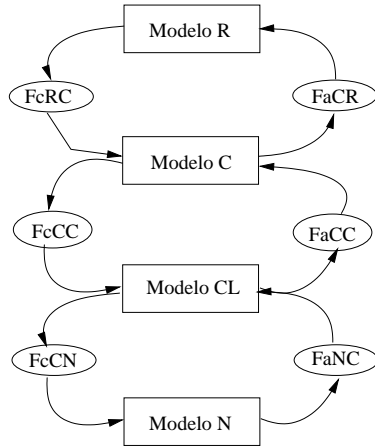 Modelo R
FcRC
FaCR
Modelo C
FcCC
FaCC
Modelo CL
FcCN
FaNC
Modelo N